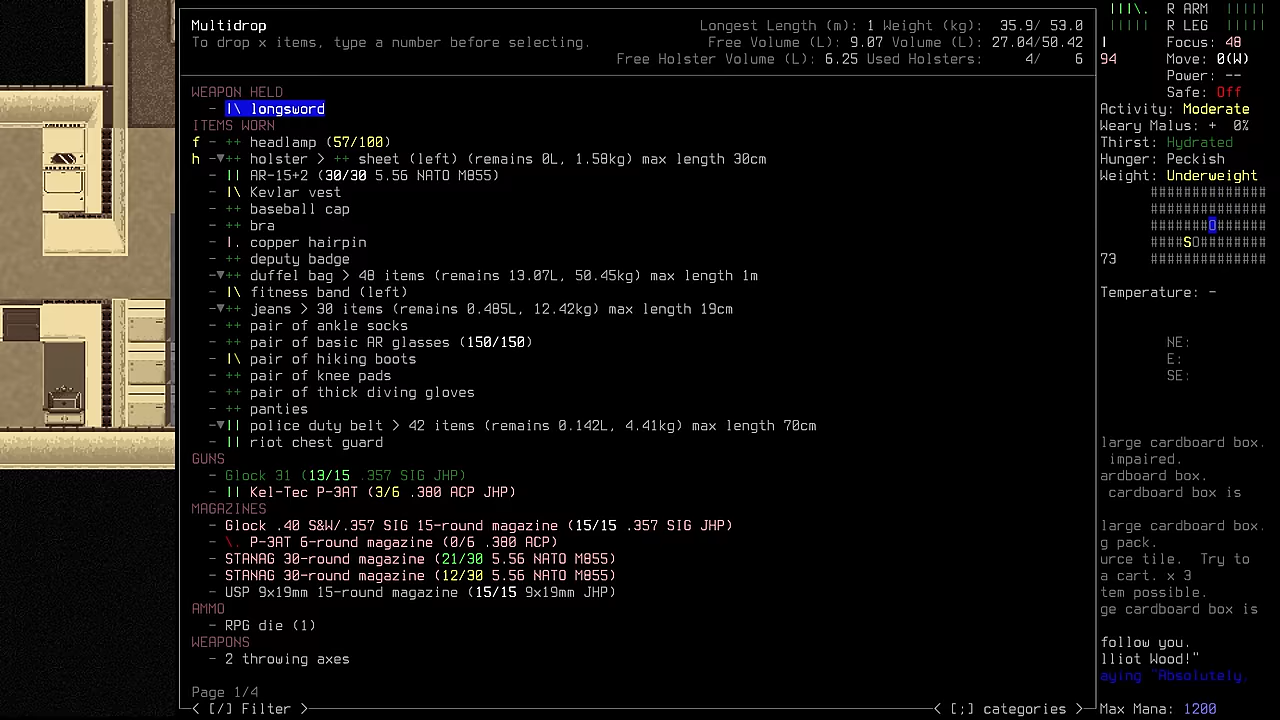 Multidrop
Longest Length (m): 1 Weight (kg): 35.9/ 53.0
To drop x items, type a number before selecting.
Free Volume (L): 9.07 Volume (L): 27.04/50.42
Free Holster Volume (L): 6.25 Used Holsters: 4/ 6
WEAPON HELD
- |\ longsword
ITEMS WORN
f - ++ headlamp (57/100)
h -▼++ holster > ++ sheet (left) (remains 0L, 1.58kg) max length 30cm
- || AR-15+2 (30/30 5.56 NATO M855)
- |\ Kevlar vest
- ++ baseball cap
- ++ bra
- |. copper hairpin
- ++ deputy badge
-▼++ duffel bag > 48 items (remains 13.07L, 50.45kg) max length 1m
- |\ fitness band (left)
-▼++ jeans > 30 items (remains 0.485L, 12.42kg) max length 19cm
- ++ pair of ankle socks
- ++ pair of basic AR glasses (150/150)
- |\ pair of hiking boots
- ++ pair of knee pads
- ++ pair of thick diving gloves
- ++ panties
-▼|| police duty belt > 42 items (remains 0.142L, 4.41kg) max length 70cm
- || riot chest guard
GUNS
- Glock 31 (13/15 .357 SIG JHP)
- || Kel-Tec P-3AT (3/6 .380 ACP JHP)
MAGAZINES
- Glock .40 S&W/.357 SIG 15-round magazine (15/15 .357 SIG JHP)
- \. P-3AT 6-round magazine (0/6 .380 ACP)
- STANAG 30-round magazine (21/30 5.56 NATO M855)
- STANAG 30-round magazine (12/30 5.56 NATO M855)
- USP 9x19mm 15-round magazine (15/15 9x19mm JHP)
AMMO
- RPG die (1)
WEAPONS
- 2 throwing axes
Page 1/4
< [/] Filter >
< [;] categories >
|||\. R ARM |||||
||||| R LEG |||||
| Focus: 48
94 Move: 0(W)
Power: --
Safe: Off
Activity: Moderate
Weary Malus: + 0%
Thirst: Hydrated
Hunger: Peckish
Weight: Underweight
##############
##############
#######O######
####SO########
73 ##############
Temperature: -
NE:
E:
SE:
large cardboard box.
impaired.
ardboard box.
cardboard box is
large cardboard box.
g pack.
urce tile. Try to
a cart. x 3
tem possible.
ge cardboard box is
follow you.
lliot Wood!"
aying "Absolutely.
Max Mana: 1200